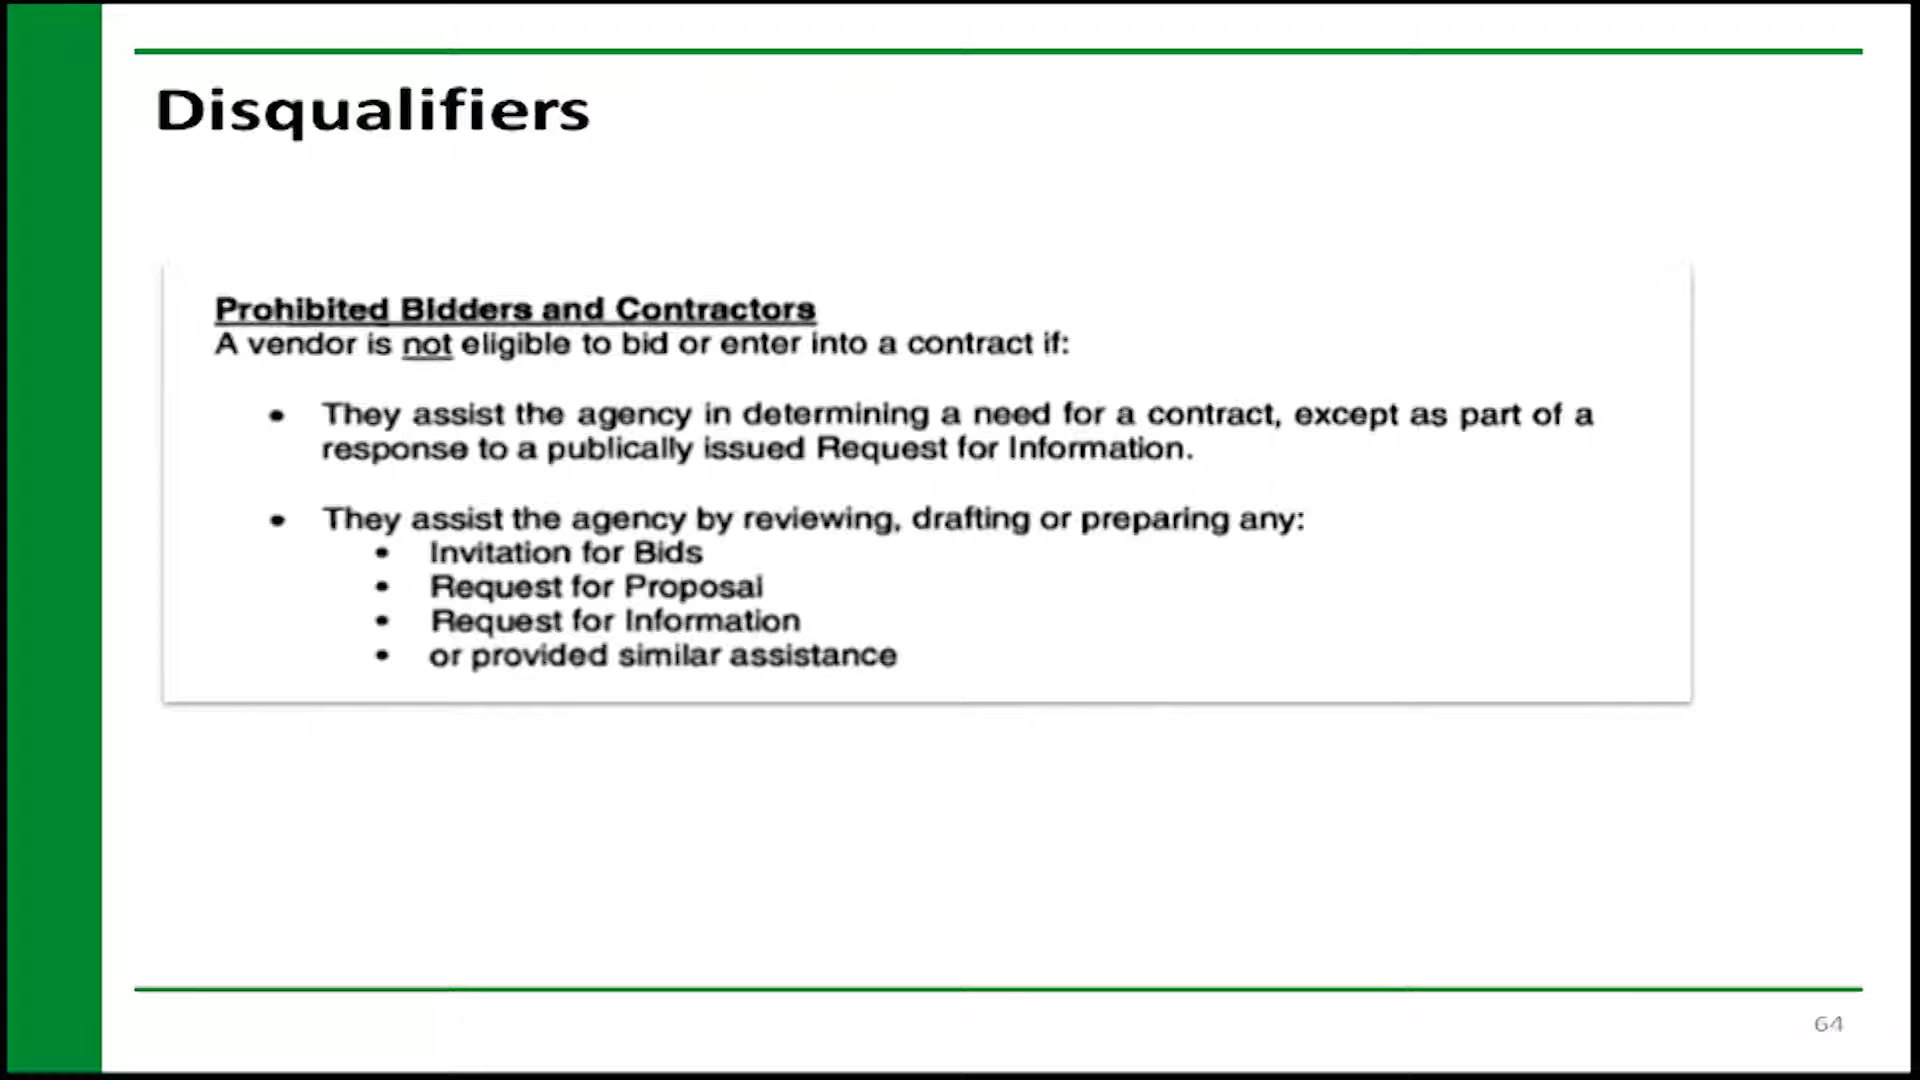 Disqualifiers
Prohibited Bidders and Contractors
A vendor is not eligible to bid or enter into a contract if:
• They assist the agency in determining a need for a contract, except as part of a
response to a publically issued Request for Information.
• They assist the agency by reviewing, drafting or preparing any:
• Invitation for Bids
• Request for Proposal
• Request for Information
• or provided similar assistance
64